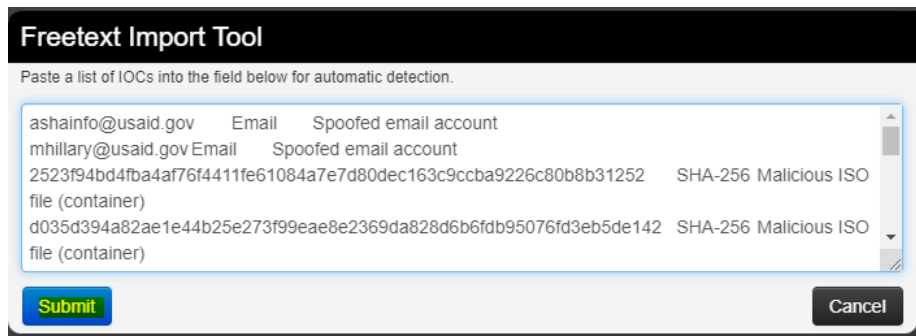 Freetext Import Tool
Paste a list of IOCs into the field below for automatic detection.
ashainfo@usaid.gov Email Spoofed email account
mhillary@usaid.gov Email Spoofed email account
2523f94bd4fba4af76f4411fe61084a7e7d80dec163c9ccba9226c80b8b31252 SHA-256 Malicious ISO
file (container)
d035d394a82ae1e44b25e273f99eae8e2369da828d6b6fdb95076fd3eb5de142 SHA-256 Malicious ISO
file (container)
Submit Cancel